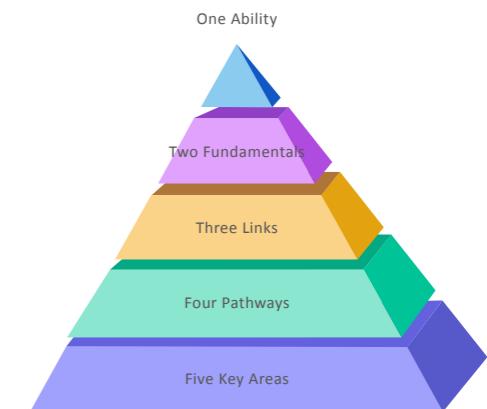 One Ability
Two Fundamentals
Three Links
Four Pathways
Five Key Areas